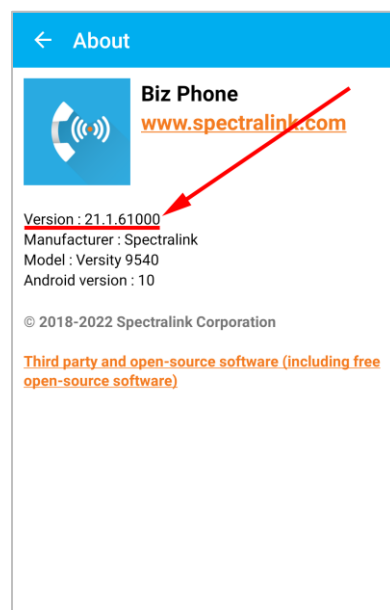 About
Biz Phone
www.spectralink.com
Version : 21.1.61000
Manufacturer : Spectralink
Model : Versity 9540
Android version : 10
© 2018-2022 Spectralink Corporation
Third party and open-source software (including free
open-source software)